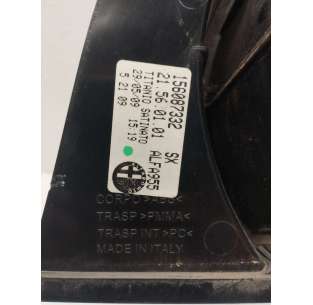 156087332 SX
21 56.01 01 ALFA955
TITANIO SATINATO
29/05/09 15:19
5 21 09
CORPO >ABS<
TRASP >PMMA<
TRASP INT >PC<
MADE IN ITALY